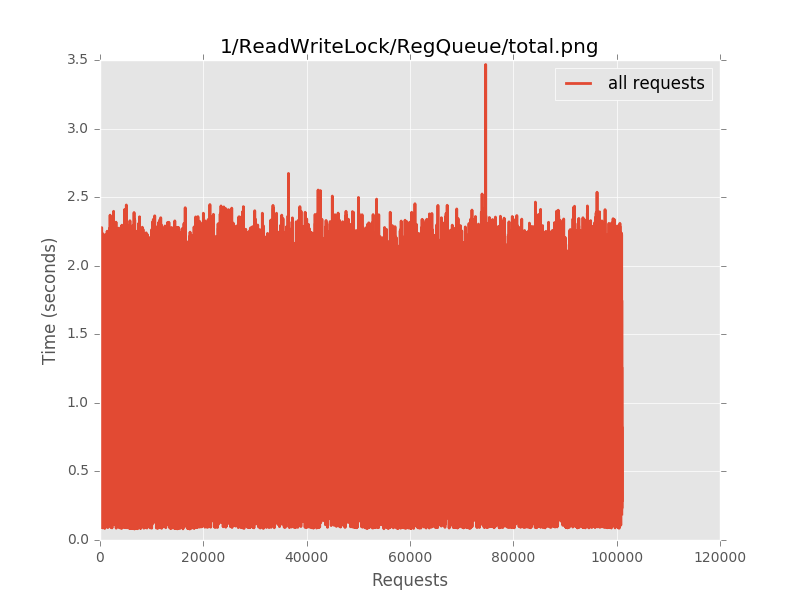 1/ReadWriteLock/RegQueue/total.png
all requests
3.5
3.0
2.5
2.0
1.5
1.0
0.5
0.0
Time (seconds)
0 20000 40000 60000 80000 100000 120000
Requests